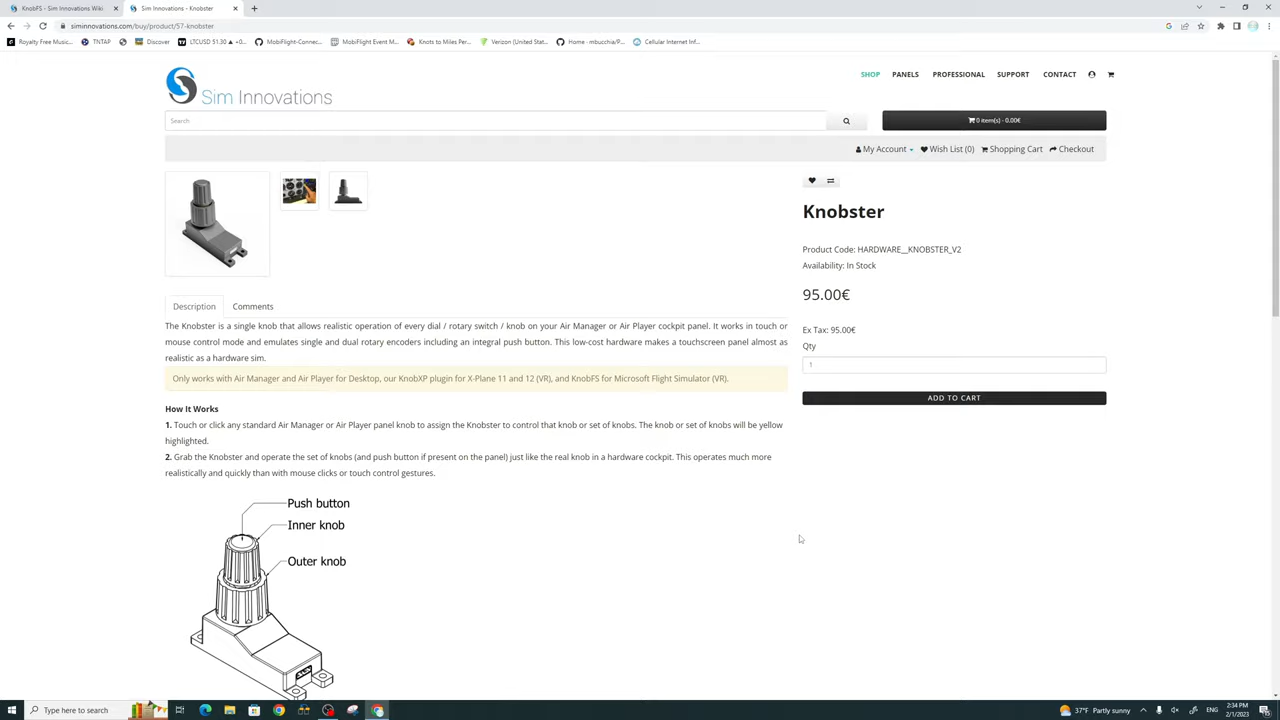 KnobFS - Sim Innovations Wiki
Sim Innovations - Knobster
siminnovations.com/buy/product/57-knobster
Royalty Free Music...
TNTAP
Discover
LTCUSD 51.30 ▲ +0...
MobiFlight-Connec...
MobiFlight Event M...
Knots to Miles Per...
Verizon (United Stat...
Home · mbucchia/P...
Cellular Internet Inf...
Sim Innovations
SHOP
PANELS
PROFESSIONAL
SUPPORT
CONTACT
Search
0 item(s) - 0.00€
My Account
Wish List (0)
Shopping Cart
Checkout
Knobster
Product Code: HARDWARE__KNOBSTER_V2
Availability: In Stock
95.00€
Ex Tax: 95.00€
Qty
1
ADD TO CART
Description
Comments
The Knobster is a single knob that allows realistic operation of every dial / rotary switch / knob on your Air Manager or Air Player cockpit panel. It works in touch or
mouse control mode and emulates single and dual rotary encoders including an integral push button. This low-cost hardware makes a touchscreen panel almost as
realistic as a hardware sim.
Only works with Air Manager and Air Player for Desktop, our KnobXP plugin for X-Plane 11 and 12 (VR), and KnobFS for Microsoft Flight Simulator (VR).
How It Works
1. Touch or click any standard Air Manager or Air Player panel knob to assign the Knobster to control that knob or set of knobs. The knob or set of knobs will be yellow
highlighted.
2. Grab the Knobster and operate the set of knobs (and push button if present on the panel) just like the real knob in a hardware cockpit. This operates much more
realistically and quickly than with mouse clicks or touch control gestures.
Push button
Inner knob
Outer knob
Type here to search
37°F Partly sunny
ENG
2:34 PM
2/1/2023